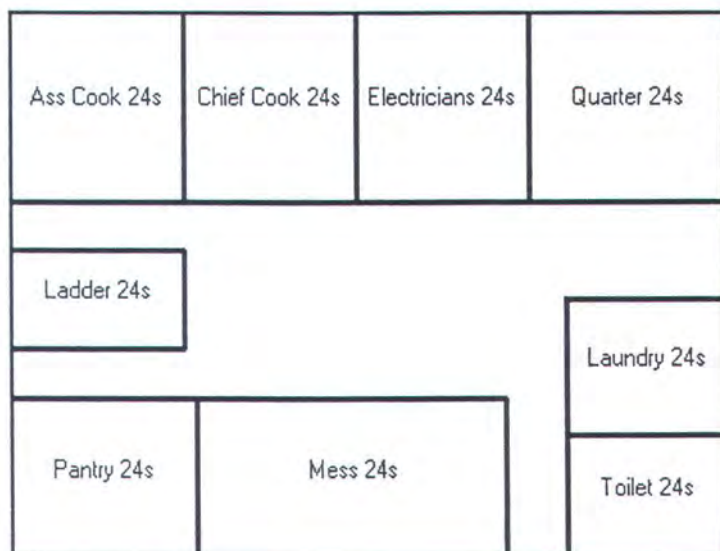 Ass Cook 24s
Chief Cook 24s
Electricians 24s
Quarter 24s
Ladder 24s
Laundry 24s
Pantry 24s
Mess 24s
Toilet 24s